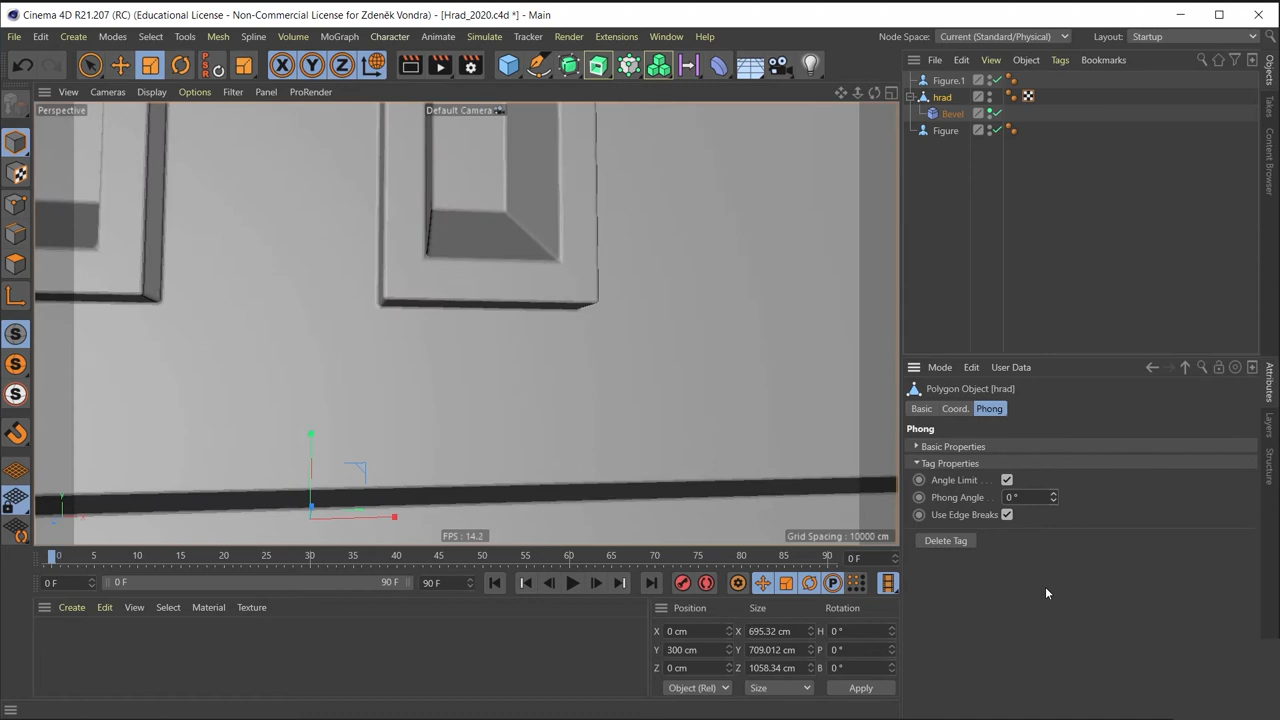 Cinema 4D R21.207 (RC) (Educational License - Non-Commercial License for Zdeněk Vondra) - [Hrad_2020.c4d *] - Main
File Edit Create Modes Select Tools Mesh Spline Volume MoGraph Character Animate Simulate Tracker Render Extensions Window Help Node Space: Current (Standard/Physical) Layout: Startup
X Y Z
View Cameras Display Options Filter Panel ProRender
File Edit View Object Tags Bookmarks
Perspective
Default Camera
Figure.1
hrad
Bevel
Figure
Objects
Takes
Content Browser
Mode Edit User Data
Polygon Object [hrad]
Basic Coord. Phong
Phong
Basic Properties
Tag Properties
Angle Limit
Phong Angle 0 °
Use Edge Breaks
Delete Tag
Attributes
Layers
Structure
Y
X
Z
FPS : 14.2
Grid Spacing : 10000 cm
0 5 10 15 20 25 30 35 40 45 50 55 60 65 70 75 80 85 90 0 F
0 F 0 F 90 F 90 F
P
Create Edit View Select Material Texture
Position Size Rotation
X 0 cm X 695.32 cm H 0 °
Y 300 cm Y 709.012 cm P 0 °
Z 0 cm Z 1058.34 cm B 0 °
Object (Rel) Size Apply